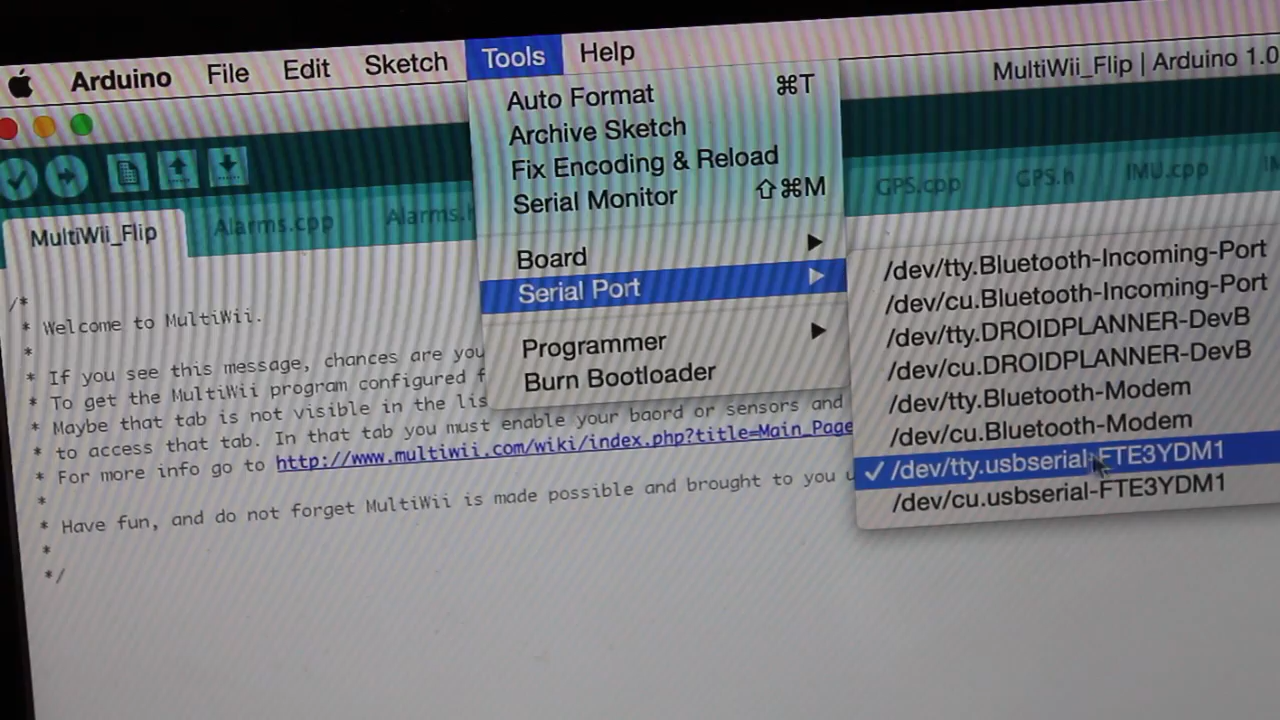 Arduino File Edit Sketch Tools Help
MultiWii_Flip | Arduino 1.0
Auto Format ⌘T
Archive Sketch
Fix Encoding & Reload
Serial Monitor ⇧⌘M
Board ▶
Serial Port ▶
Programmer ▶
Burn Bootloader
/dev/tty.Bluetooth-Incoming-Port
/dev/cu.Bluetooth-Incoming-Port
/dev/tty.DROIDPLANNER-DevB
/dev/cu.DROIDPLANNER-DevB
/dev/tty.Bluetooth-Modem
/dev/cu.Bluetooth-Modem
✓ /dev/tty.usbserial-FTE3YDM1
/dev/cu.usbserial-FTE3YDM1
MultiWii_Flip Alarms.cpp Alarms.h GPS.cpp GPS.h IMU.cpp
/*
* Welcome to MultiWii.
*
* If you see this message, chances are you
* To get the MultiWii program configured f
* Maybe that tab is not visible in the lis
* to access that tab. In that tab you must enable your baord or sensors and
* For more info go to http://www.multiwii.com/wiki/index.php?title=Main_Page
*
* Have fun, and do not forget MultiWii is made possible and brought to you u
*
*/